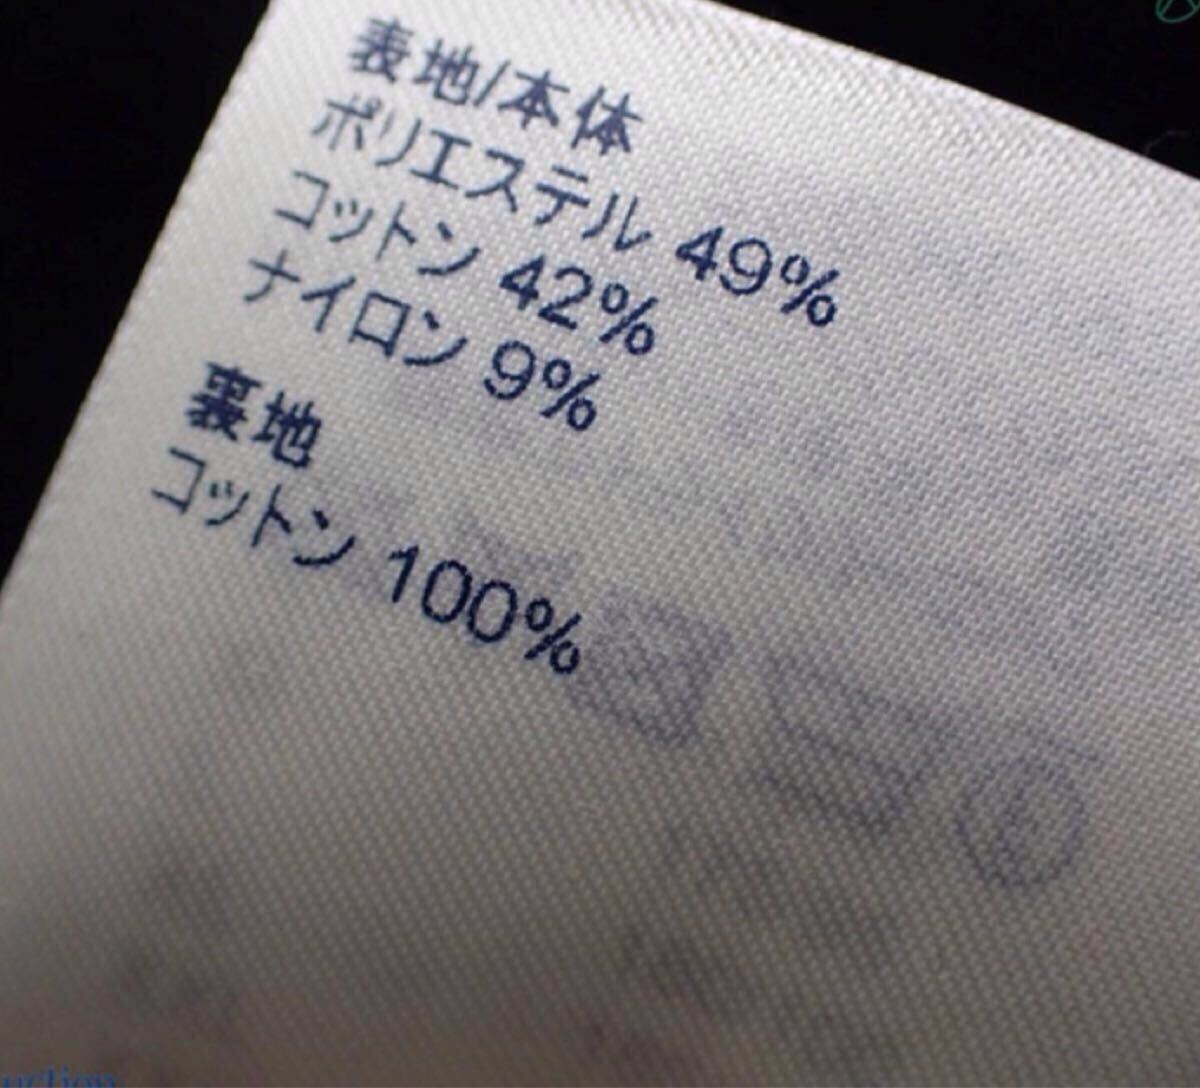 表地/本体
ポリエステル 49%
コットン 42%
ナイロン 9%
裏地
コットン 100%
uction